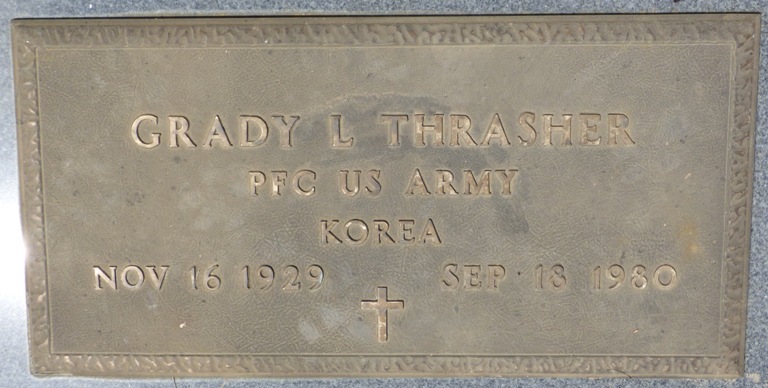 GRADY L THRASHER
PFC US ARMY
KOREA
NOV 16 1929 SEP 18 1980